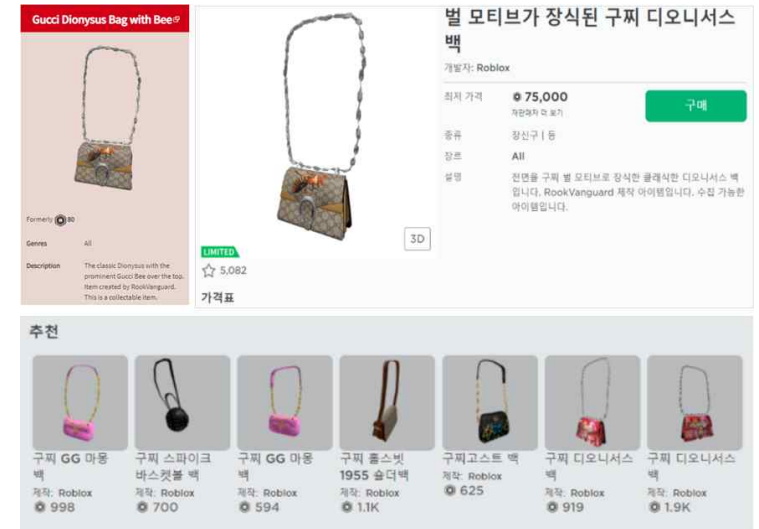 Gucci Dionysus Bag with Bee
Formerly 80
Genres All
Description The classic Dionysus with the
prominent Gucci Bee over the top.
Item created by RookVanguard.
This is a collectable item.
벌 모티브가 장식된 구찌 디오니서스
백
개발자: Roblox
최저 가격 75,000
재판매자 더 보기
구매
종류 장신구 | 등
장르 All
설명 전면을 구찌 벌 모티브로 장식한 클래식한 디오니서스 백
입니다. RookVanguard 제작 아이템입니다. 수집 가능한
아이템입니다.
3D
LIMITED
5,082
가격표
추천
구찌 GG 마몽
백
제작: Roblox
998
구찌 스파이크
바스켓볼 백
제작: Roblox
700
구찌 GG 마몽
백
제작: Roblox
594
구찌 홀스빗
1955 숄더백
제작: Roblox
1.1K
구찌고스트 백
제작: Roblox
625
구찌 디오니서스
백
제작: Roblox
919
구찌 디오니서스
백
제작: Roblox
1.9K